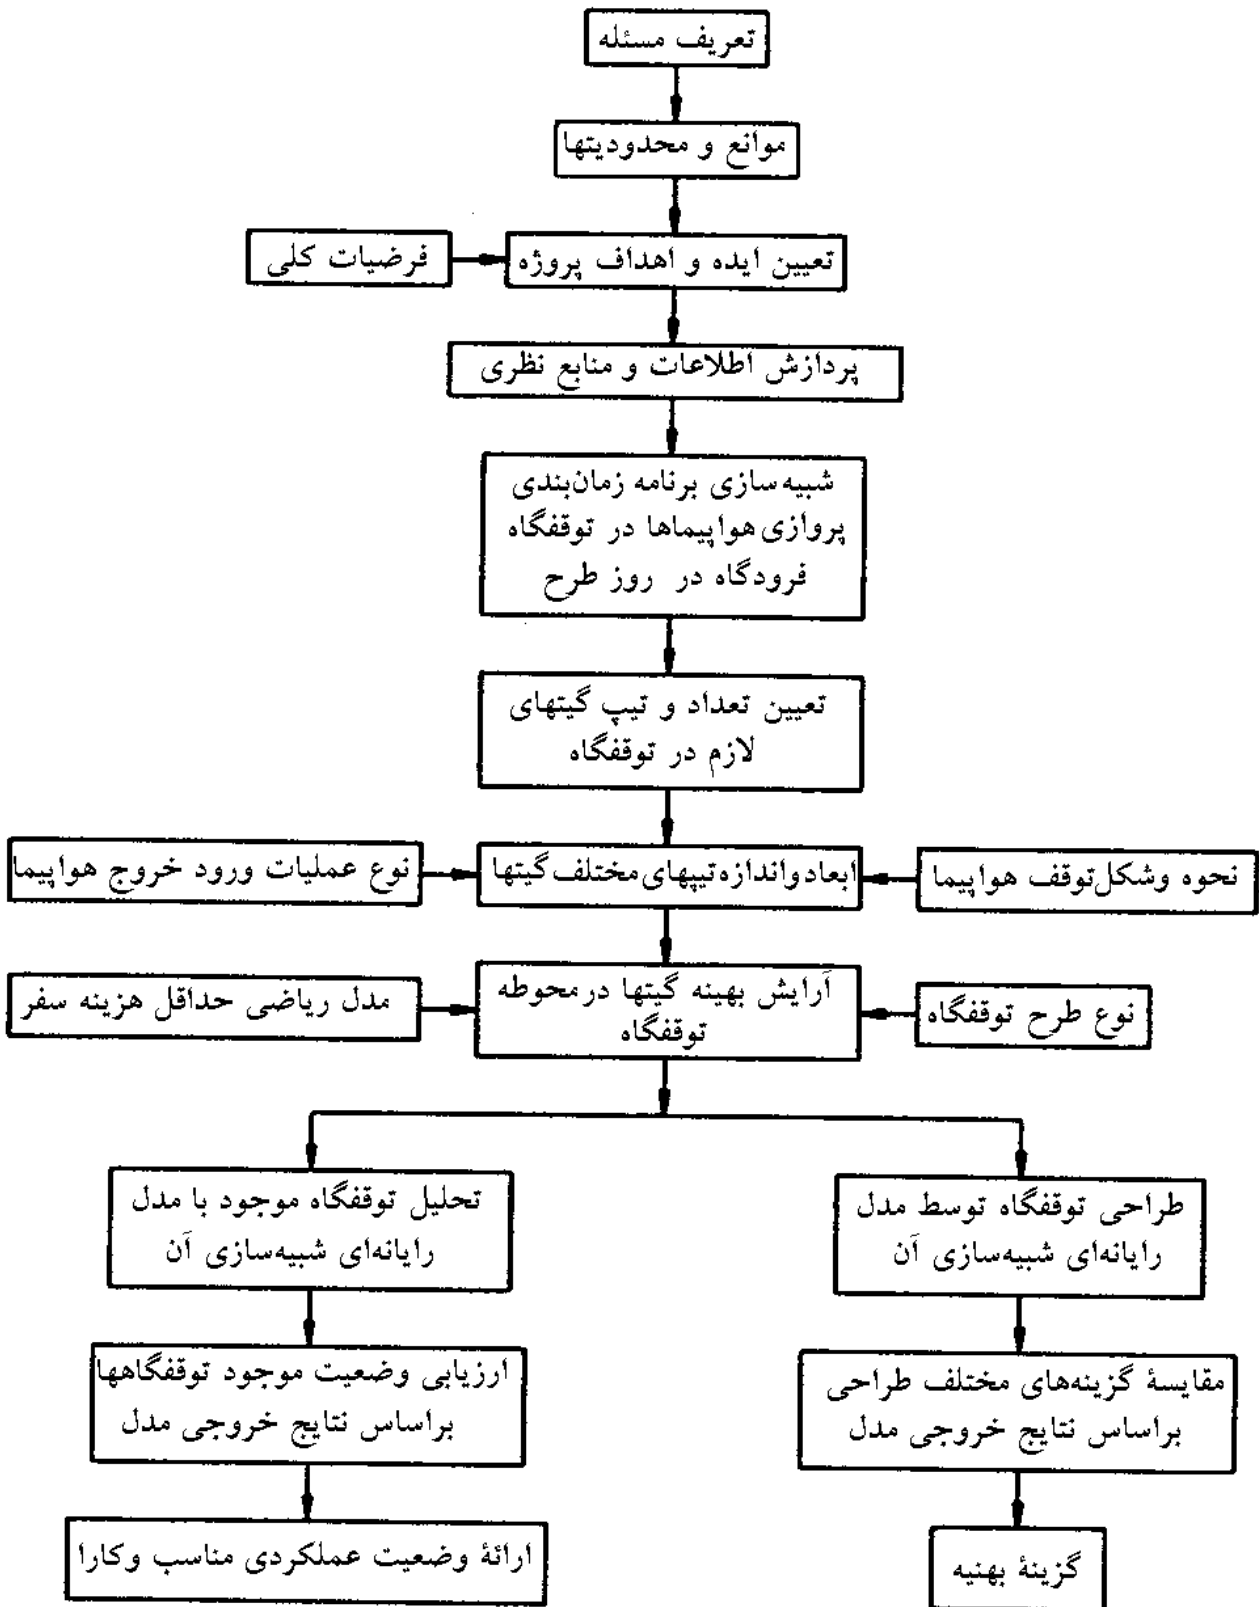 تعریف مسئله
موانع و محدودیتها
تعیین ایده و اهداف پروژه
فرضیات کلی
پردازش اطلاعات و منابع نظری
شبیه سازی برنامه زمان‌بندی
پروازی هواپیماها در توقفگاه
فرودگاه در روز طرح
تعیین تعداد و تیپ گیتهای
لازم در توقفگاه
نحوه وشکل توقف هواپیما
ابعاد واندازه تیپهای مختلف گیتها
نوع عملیات ورود خروج هواپیما
نوع طرح توقفگاه
آرایش بهینه گیتها در محوطه
توقفگاه
مدل ریاضی حداقل هزینه سفر
طراحی توقفگاه توسط مدل
رایانه‌ای شبیه‌سازی آن
تحلیل توقفگاه موجود با مدل
رایانه‌ای شبیه‌سازی آن
مقایسهٔ گزینه‌های مختلف طراحی
براساس نتایج خروجی مدل
ارزیابی وضعیت موجود توقفگاهها
براساس نتایج خروجی مدل
گزینهٔ بهنیه
ارائهٔ وضعیت عملکردی مناسب وکارا